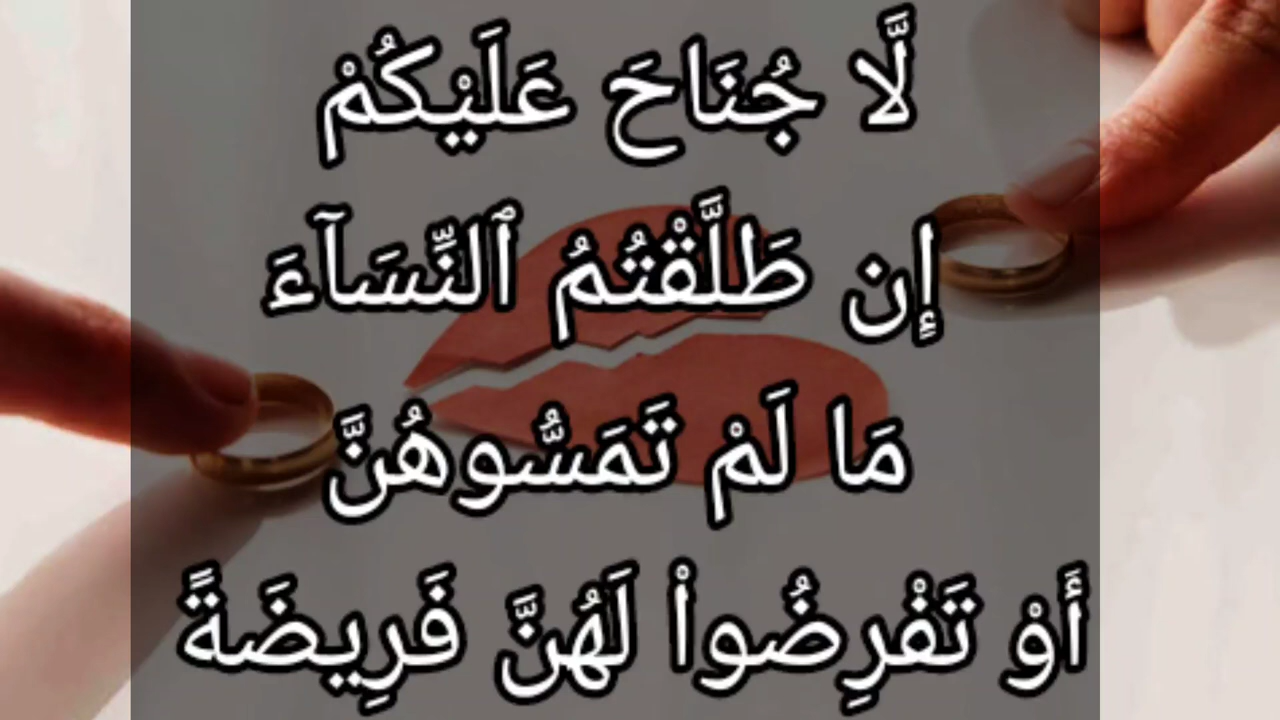 لَّا جُنَاحَ عَلَيْكُمْ
إِن طَلَّقْتُمُ ٱلنِّسَآءَ
مَا لَمْ تَمَسُّوهُنَّ
أَوْ تَفْرِضُوا۟ لَهُنَّ فَرِيضَةً